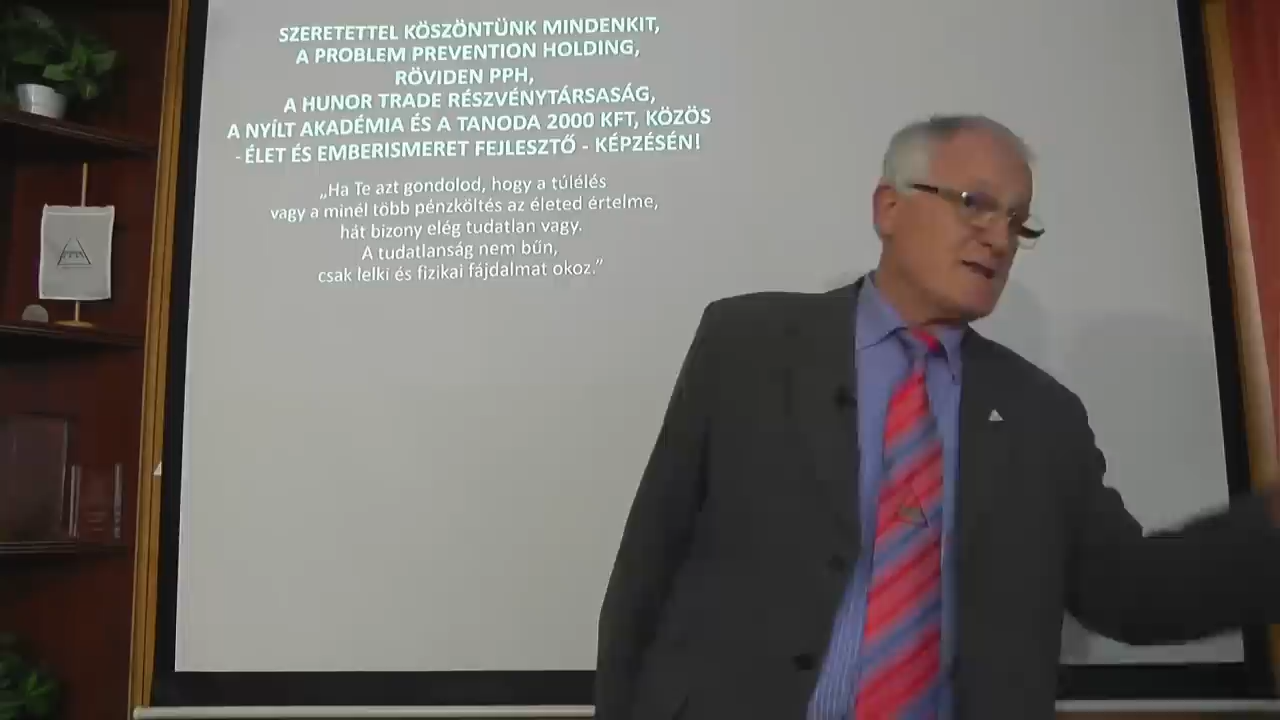 SZERETETTEL KÖSZÖNTÜNK MINDENKIT,
A PROBLEM PREVENTION HOLDING,
RÖVIDEN PPH,
A HUNOR TRADE RÉSZVÉNYTÁRSASÁG,
A NYÍLT AKADÉMIA ÉS A TANODA 2000 KFT, KÖZÖS
- ÉLET ÉS EMBERISMERET FEJLESZTŐ - KÉPZÉSÉN!
„Ha Te azt gondolod, hogy a túlélés
vagy a minél több pénzköltés az életed értelme,
hát bizony elég tudatlan vagy.
A tudatlanság nem bűn,
csak lelki és fizikai fájdalmat okoz.”